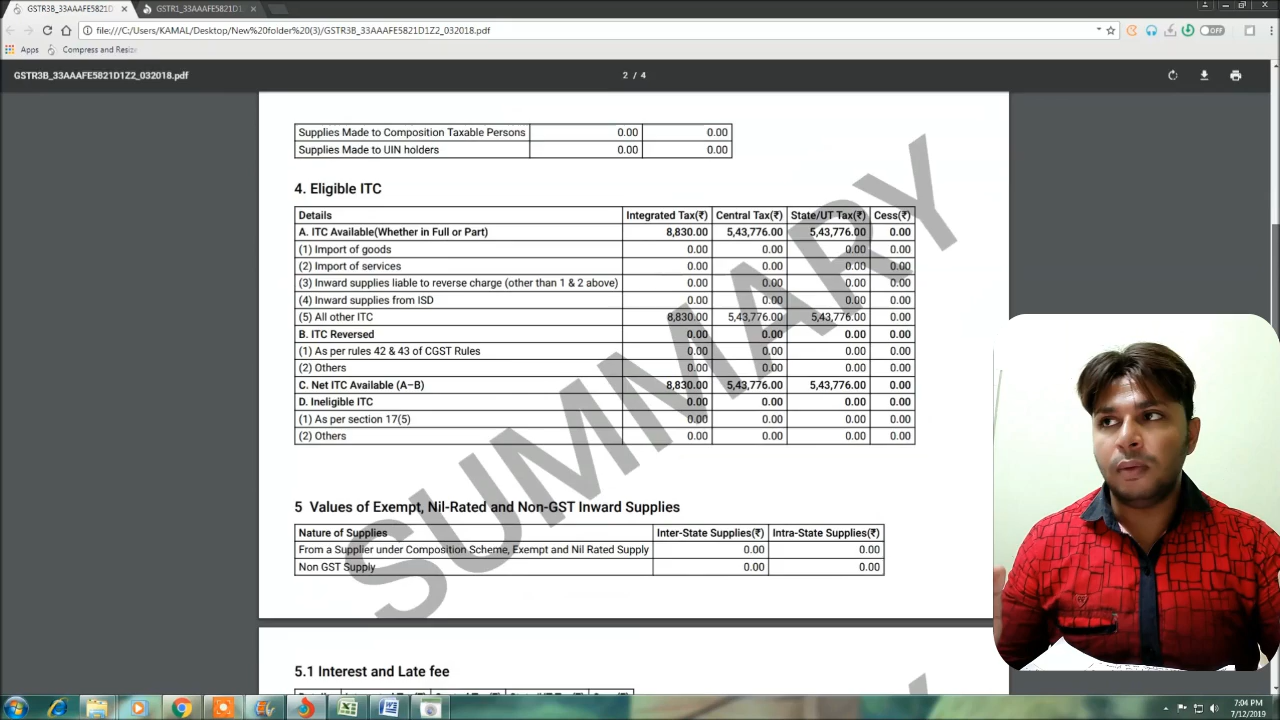 GSTR3B_33AAAFE5821D1Z2_032018.p
GSTR1_33AAAFE5821D1Z
file:///C:/Users/KAMAL/Desktop/New%20folder%20(3)/GSTR3B_33AAAFE5821D1Z2_032018.pdf
OFF
Apps Compress and Resize
GSTR3B_33AAAFE5821D1Z2_032018.pdf 2 / 4
Supplies Made to Composition Taxable Persons 0.00 0.00
Supplies Made to UIN holders 0.00 0.00
4. Eligible ITC
Details Integrated Tax(₹) Central Tax(₹) State/UT Tax(₹) Cess(₹)
A. ITC Available(Whether in Full or Part) 8,830.00 5,43,776.00 5,43,776.00 0.00
(1) Import of goods 0.00 0.00 0.00 0.00
(2) Import of services 0.00 0.00 0.00 0.00
(3) Inward supplies liable to reverse charge (other than 1 & 2 above) 0.00 0.00 0.00 0.00
(4) Inward supplies from ISD 0.00 0.00 0.00 0.00
(5) All other ITC 8,830.00 5,43,776.00 5,43,776.00 0.00
B. ITC Reversed 0.00 0.00 0.00 0.00
(1) As per rules 42 & 43 of CGST Rules 0.00 0.00 0.00 0.00
(2) Others 0.00 0.00 0.00 0.00
C. Net ITC Available (A–B) 8,830.00 5,43,776.00 5,43,776.00 0.00
D. Ineligible ITC 0.00 0.00 0.00 0.00
(1) As per section 17(5) 0.00 0.00 0.00 0.00
(2) Others 0.00 0.00 0.00 0.00
SUMMARY
5 Values of Exempt, Nil-Rated and Non-GST Inward Supplies
Nature of Supplies Inter-State Supplies(₹) Intra-State Supplies(₹)
From a Supplier under Composition Scheme, Exempt and Nil Rated Supply 0.00 0.00
Non GST Supply 0.00 0.00
5.1 Interest and Late fee
7:04 PM
7/12/2019